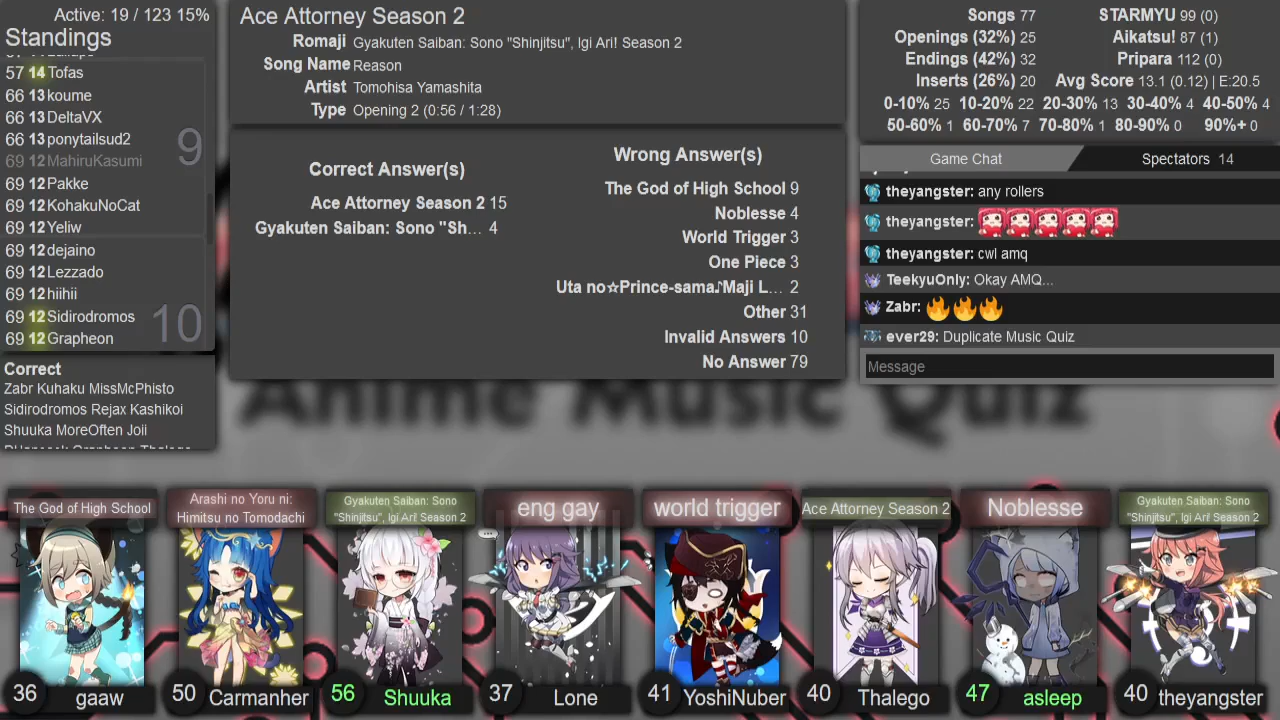 Active: 19 / 123 15%
Standings
57 14 Tofas
66 13 koume
66 13 DeltaVX
66 13 ponytailsud2
69 12 MahiruKasumi
9
69 12 Pakke
69 12 KohakuNoCat
69 12 Yeliw
69 12 dejaino
69 12 Lezzado
69 12 hiihii
69 12 Sidirodromos
10
69 12 Grapheon
Correct
Zabr Kuhaku MissMcPhisto
Sidirodromos Rejax Kashikoi
Shuuka MoreOften Joii
Ace Attorney Season 2
Romaji Gyakuten Saiban: Sono "Shinjitsu", Igi Ari! Season 2
Song Name Reason
Artist Tomohisa Yamashita
Type Opening 2 (0:56 / 1:28)
Correct Answer(s)
Ace Attorney Season 2 15
Gyakuten Saiban: Sono "Sh... 4
Wrong Answer(s)
The God of High School 9
Noblesse 4
World Trigger 3
One Piece 3
Uta no☆Prince-sama♪Maji L... 2
Other 31
Invalid Answers 10
No Answer 79
Songs 77
Openings (32%) 25
Endings (42%) 32
Inserts (26%) 20
STARMYU 99 (0)
Aikatsu! 87 (1)
Pripara 112 (0)
Avg Score 13.1 (0.12) | E:20.5
0-10% 25 10-20% 22 20-30% 13 30-40% 4 40-50% 4
50-60% 1 60-70% 7 70-80% 1 80-90% 0 90%+ 0
Game Chat
Spectators 14
theyangster: any rollers
theyangster:
theyangster: cwl amq
TeekyuOnly: Okay AMQ...
Zabr: 🔥🔥🔥
ever29: Duplicate Music Quiz
Message
Anime Music Quiz
The God of High School
Arashi no Yoru ni:
Himitsu no Tomodachi
Gyakuten Saiban: Sono
"Shinjitsu", Igi Ari! Season 2
eng gay
world trigger
Ace Attorney Season 2
Noblesse
Gyakuten Saiban: Sono
"Shinjitsu", Igi Ari! Season 2
36 gaaw
50 Carmanher
56 Shuuka
37 Lone
41 YoshiNuber
40 Thalego
47 asleep
40 theyangster